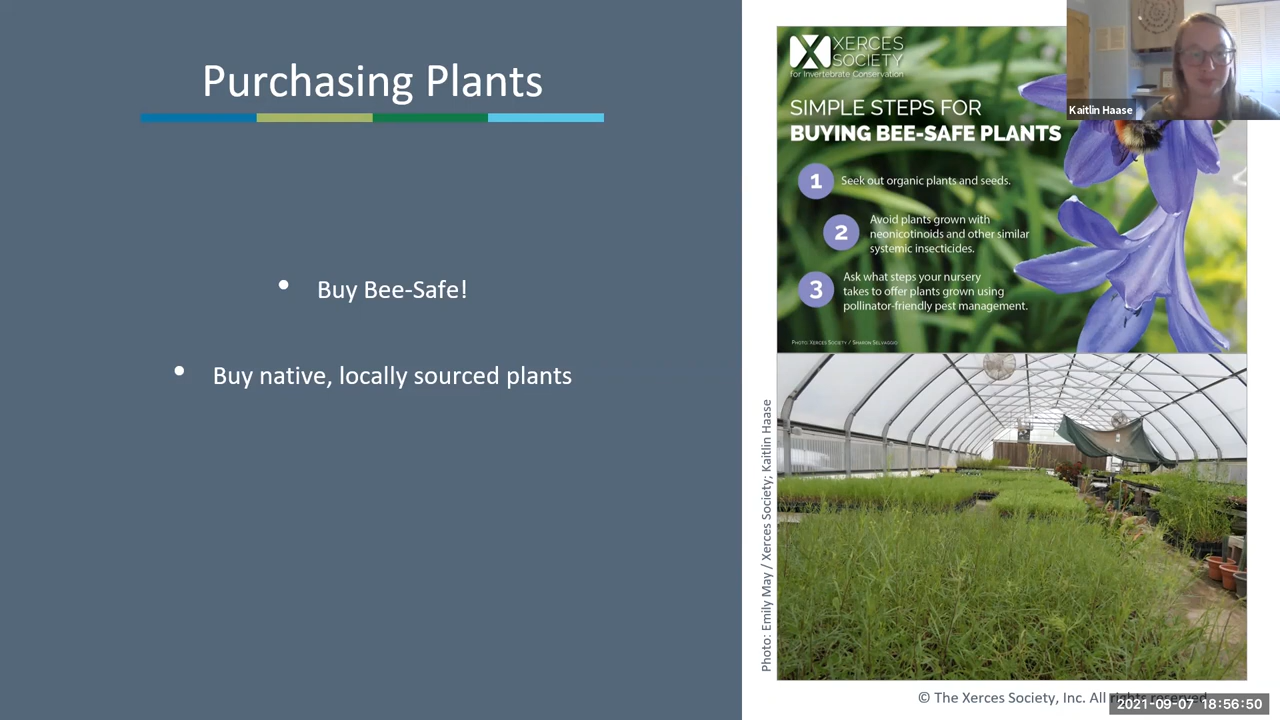 Purchasing Plants
• Buy Bee-Safe!
• Buy native, locally sourced plants
XERCES
SOCIETY
for Invertebrate Conservation
SIMPLE STEPS FOR
BUYING BEE-SAFE PLANTS
1 Seek out organic plants and seeds.
2 Avoid plants grown with
neonicotinoids and other similar
systemic insecticides.
3 Ask what steps your nursery
takes to offer plants grown using
pollinator-friendly pest management.
PHOTO: XERCES SOCIETY / SHARON SELVAGGIO
Kaitlin Haase
Photo: Emily May / Xerces Society; Kaitlin Haase
© The Xerces Society, Inc. All rights reserved
2021-09-07 18:56:50